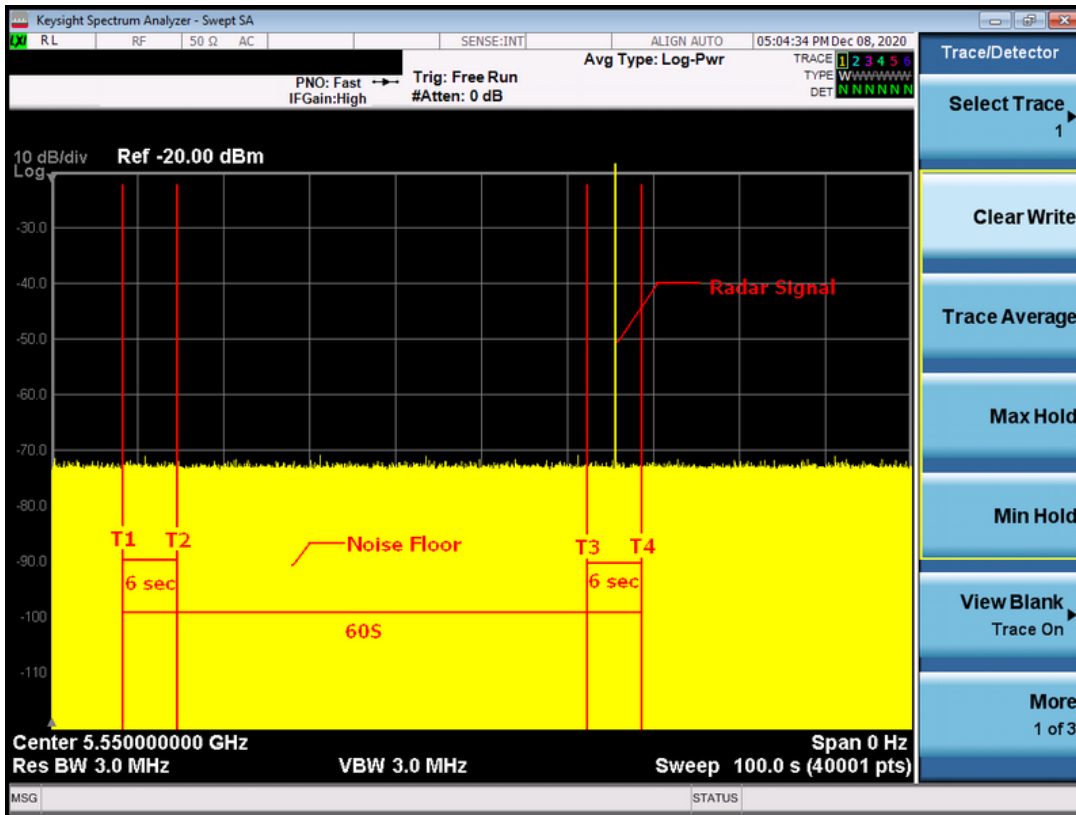 Keysight Spectrum Analyzer - Swept SA
LXI RL RF 50 Ω AC SENSE:INT ALIGN AUTO 05:04:34 PM Dec 08, 2020
Avg Type: Log-Pwr
TRACE 1 2 3 4 5 6
PNO: Fast Trig: Free Run
TYPE WWWWWWW
IFGain:High #Atten: 0 dB
DET N N N N N N
Trace/Detector
Select Trace
1
Clear Write
Trace Average
Max Hold
Min Hold
View Blank
Trace On
More
1 of 3
10 dB/div Ref -20.00 dBm
Log
-30.0
-40.0
Radar Signal
-50.0
-60.0
-70.0
-80.0
T1 T2 Noise Floor T3 T4
-90.0
6 sec 6 sec
-100
60S
-110
Center 5.550000000 GHz Span 0 Hz
Res BW 3.0 MHz VBW 3.0 MHz Sweep 100.0 s (40001 pts)
MSG STATUS